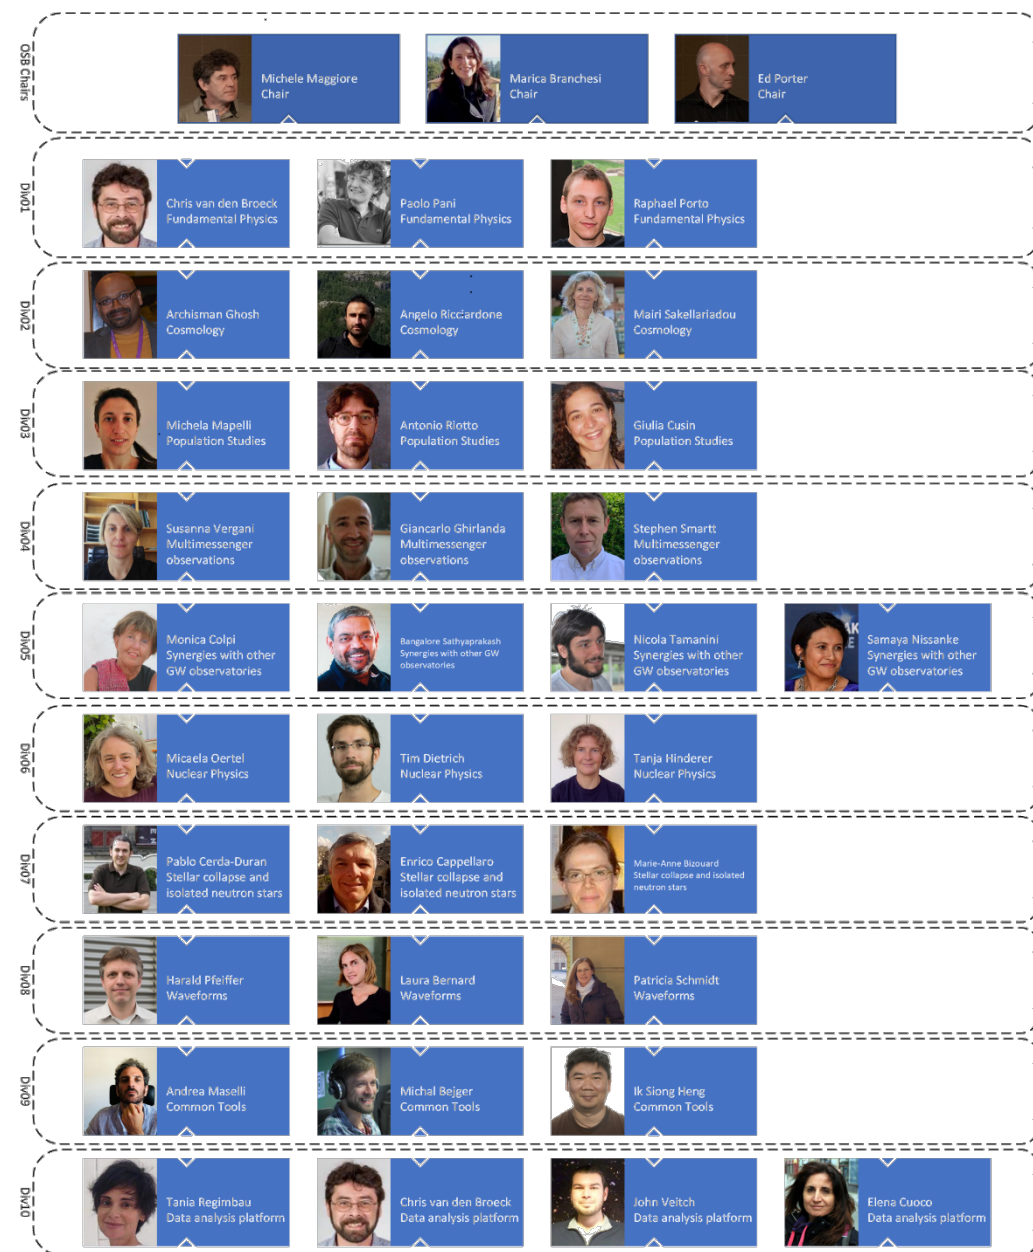 OSB Chairs
Michele Maggiore
Chair
Marica Branchesi
Chair
Ed Porter
Chair
Div01
Chris van den Broeck
Fundamental Physics
Paolo Pani
Fundamental Physics
Raphael Porto
Fundamental Physics
Div02
Archisman Ghosh
Cosmology
Angelo Ricciardone
Cosmology
Mairi Sakellariadou
Cosmology
Div03
Michela Mapelli
Population Studies
Antonio Riotto
Population Studies
Giulia Cusin
Population Studies
Div04
Susanna Vergani
Multimessenger
observations
Giancarlo Ghirlanda
Multimessenger
observations
Stephen Smartt
Multimessenger
observations
Div05
Monica Colpi
Synergies with other
GW observatories
Bangalore Sathyaprakash
Synergies with other GW
observatories
Nicola Tamanini
Synergies with other
GW observatories
Samaya Nissanke
Synergies with other
GW observatories
Div06
Micaela Oertel
Nuclear Physics
Tim Dietrich
Nuclear Physics
Tanja Hinderer
Nuclear Physics
Div07
Pablo Cerda-Duran
Stellar collapse and
isolated neutron stars
Enrico Cappellaro
Stellar collapse and
isolated neutron stars
Marie-Anne Bizouard
Stellar collapse and isolated
neutron stars
Div08
Harald Pfeiffer
Waveforms
Laura Bernard
Waveforms
Patricia Schmidt
Waveforms
Div09
Andrea Maselli
Common Tools
Michal Bejger
Common Tools
Ik Siong Heng
Common Tools
Div10
Tania Regimbau
Data analysis platform
Chris van den Broeck
Data analysis platform
John Veitch
Data analysis platform
Elena Cuoco
Data analysis platform